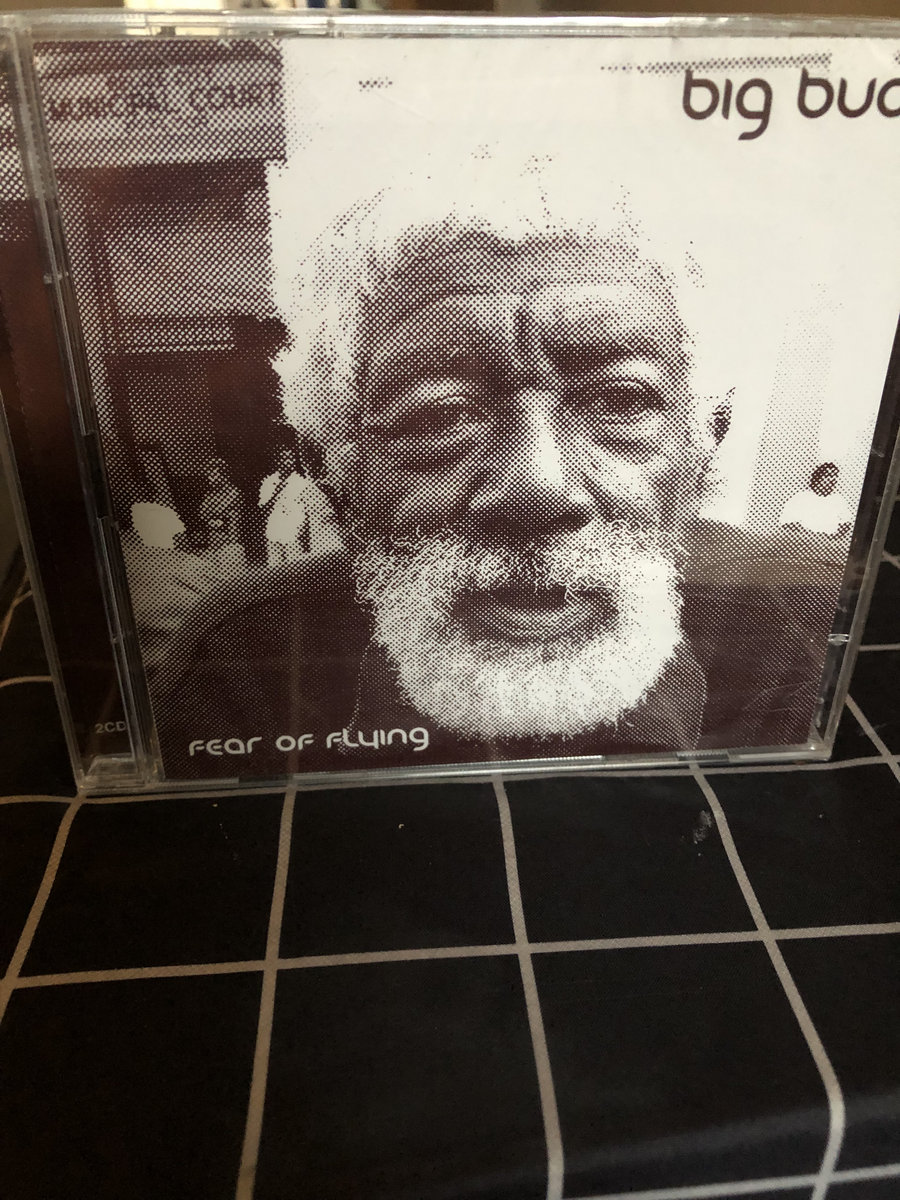 big bud
fear of flying
2CD